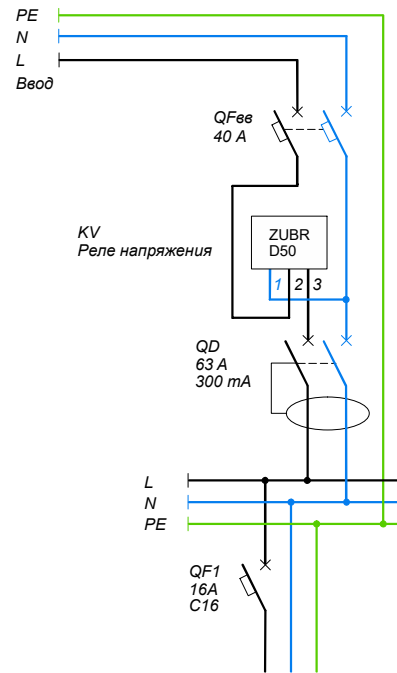 PE
N
L
Ввод
QFвв
40 А
KV
Реле напряжения
ZUBR
D50
1 2 3
QD
63 А
300 mA
L
N
PE
QF1
16А
C16